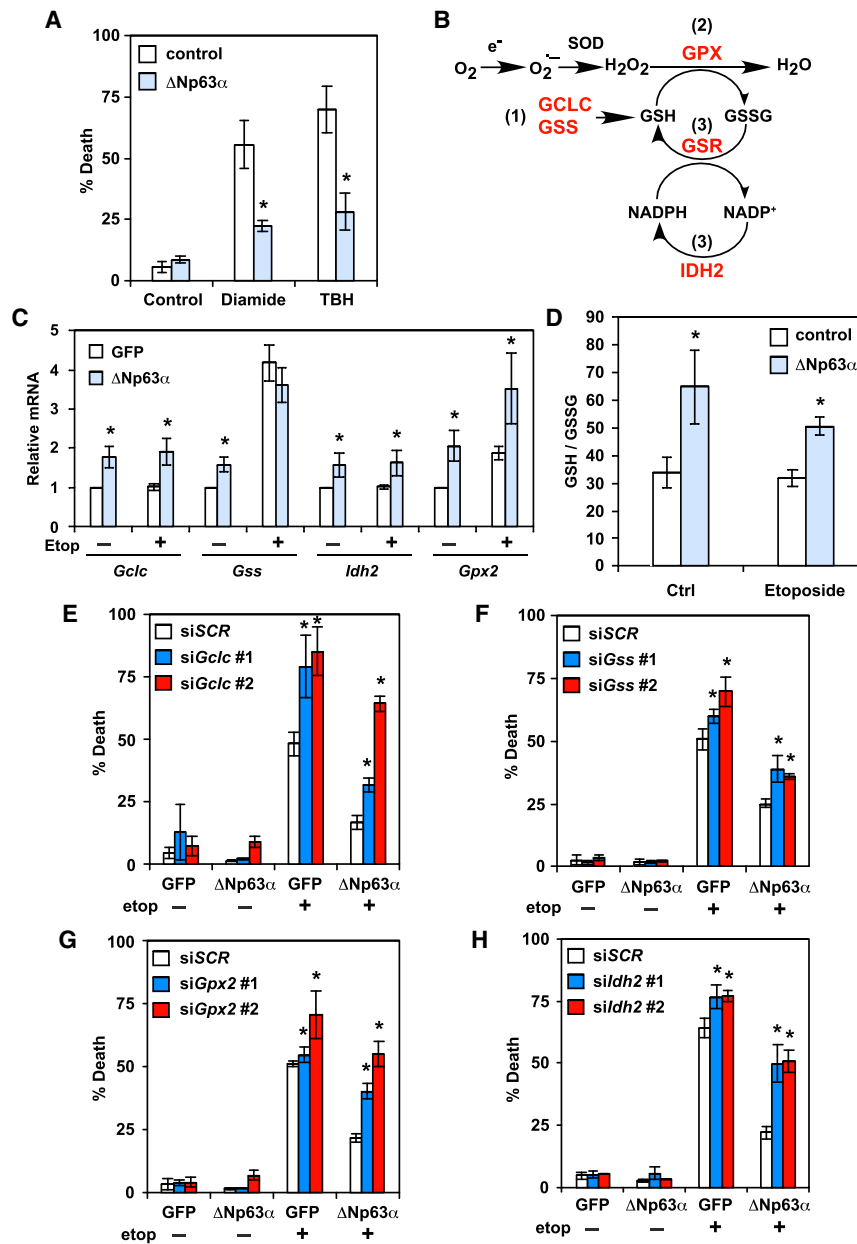 A
100
75
50
25
0
% Death
control
ΔNp63α
*
*
Control Diamide TBH
B
O₂ e⁻ O₂˙⁻ SOD H₂O₂ (2) GPX H₂O
(1) GCLC
GSS
GSH (3) GSSG
GSR
NADPH NADP⁺
(3)
IDH2
C
5
4
3
2
1
0
Relative mRNA
GFP
ΔNp63α
* * * * * * *
Etop – + – + – + – +
Gclc Gss Idh2 Gpx2
D
90
80
70
60
50
40
30
20
10
0
GSH / GSSG
control
ΔNp63α
* *
Ctrl Etoposide
E
100
75
50
25
0
% Death
siSCR
siGclc #1
siGclc #2
* * * *
GFP ΔNp63α GFP ΔNp63α
etop – – + +
F
100
75
50
25
0
% Death
siSCR
siGss #1
siGss #2
* * * *
GFP ΔNp63α GFP ΔNp63α
etop – – + +
G
100
75
50
25
0
% Death
siSCR
siGpx2 #1
siGpx2 #2
* * * *
GFP ΔNp63α GFP ΔNp63α
etop – – + +
H
100
75
50
25
0
% Death
siSCR
siIdh2 #1
siIdh2 #2
* * * *
GFP ΔNp63α GFP ΔNp63α
etop – – + +